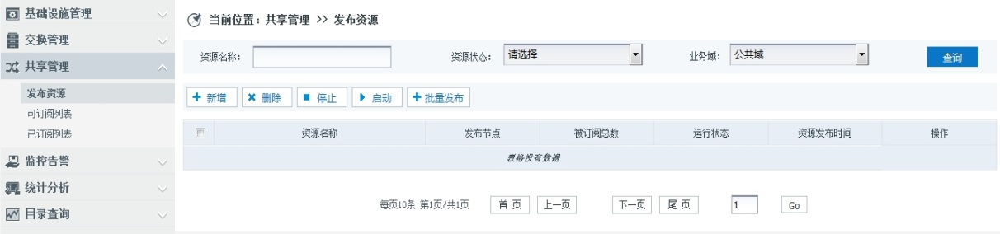 基础设施管理
交换管理
共享管理
发布资源
可订阅列表
已订阅列表
监控告警
统计分析
目录查询
当前位置：共享管理 >> 发布资源
资源名称： 资源状态： 请选择 业务域： 公共域 查询
新增 删除 停止 启动 批量发布
资源名称 发布节点 被订阅总数 运行状态 资源发布时间 操作
表格没有数据
每页10条 第1页/共1页 首 页 上一页 下一页 尾 页 1 Go